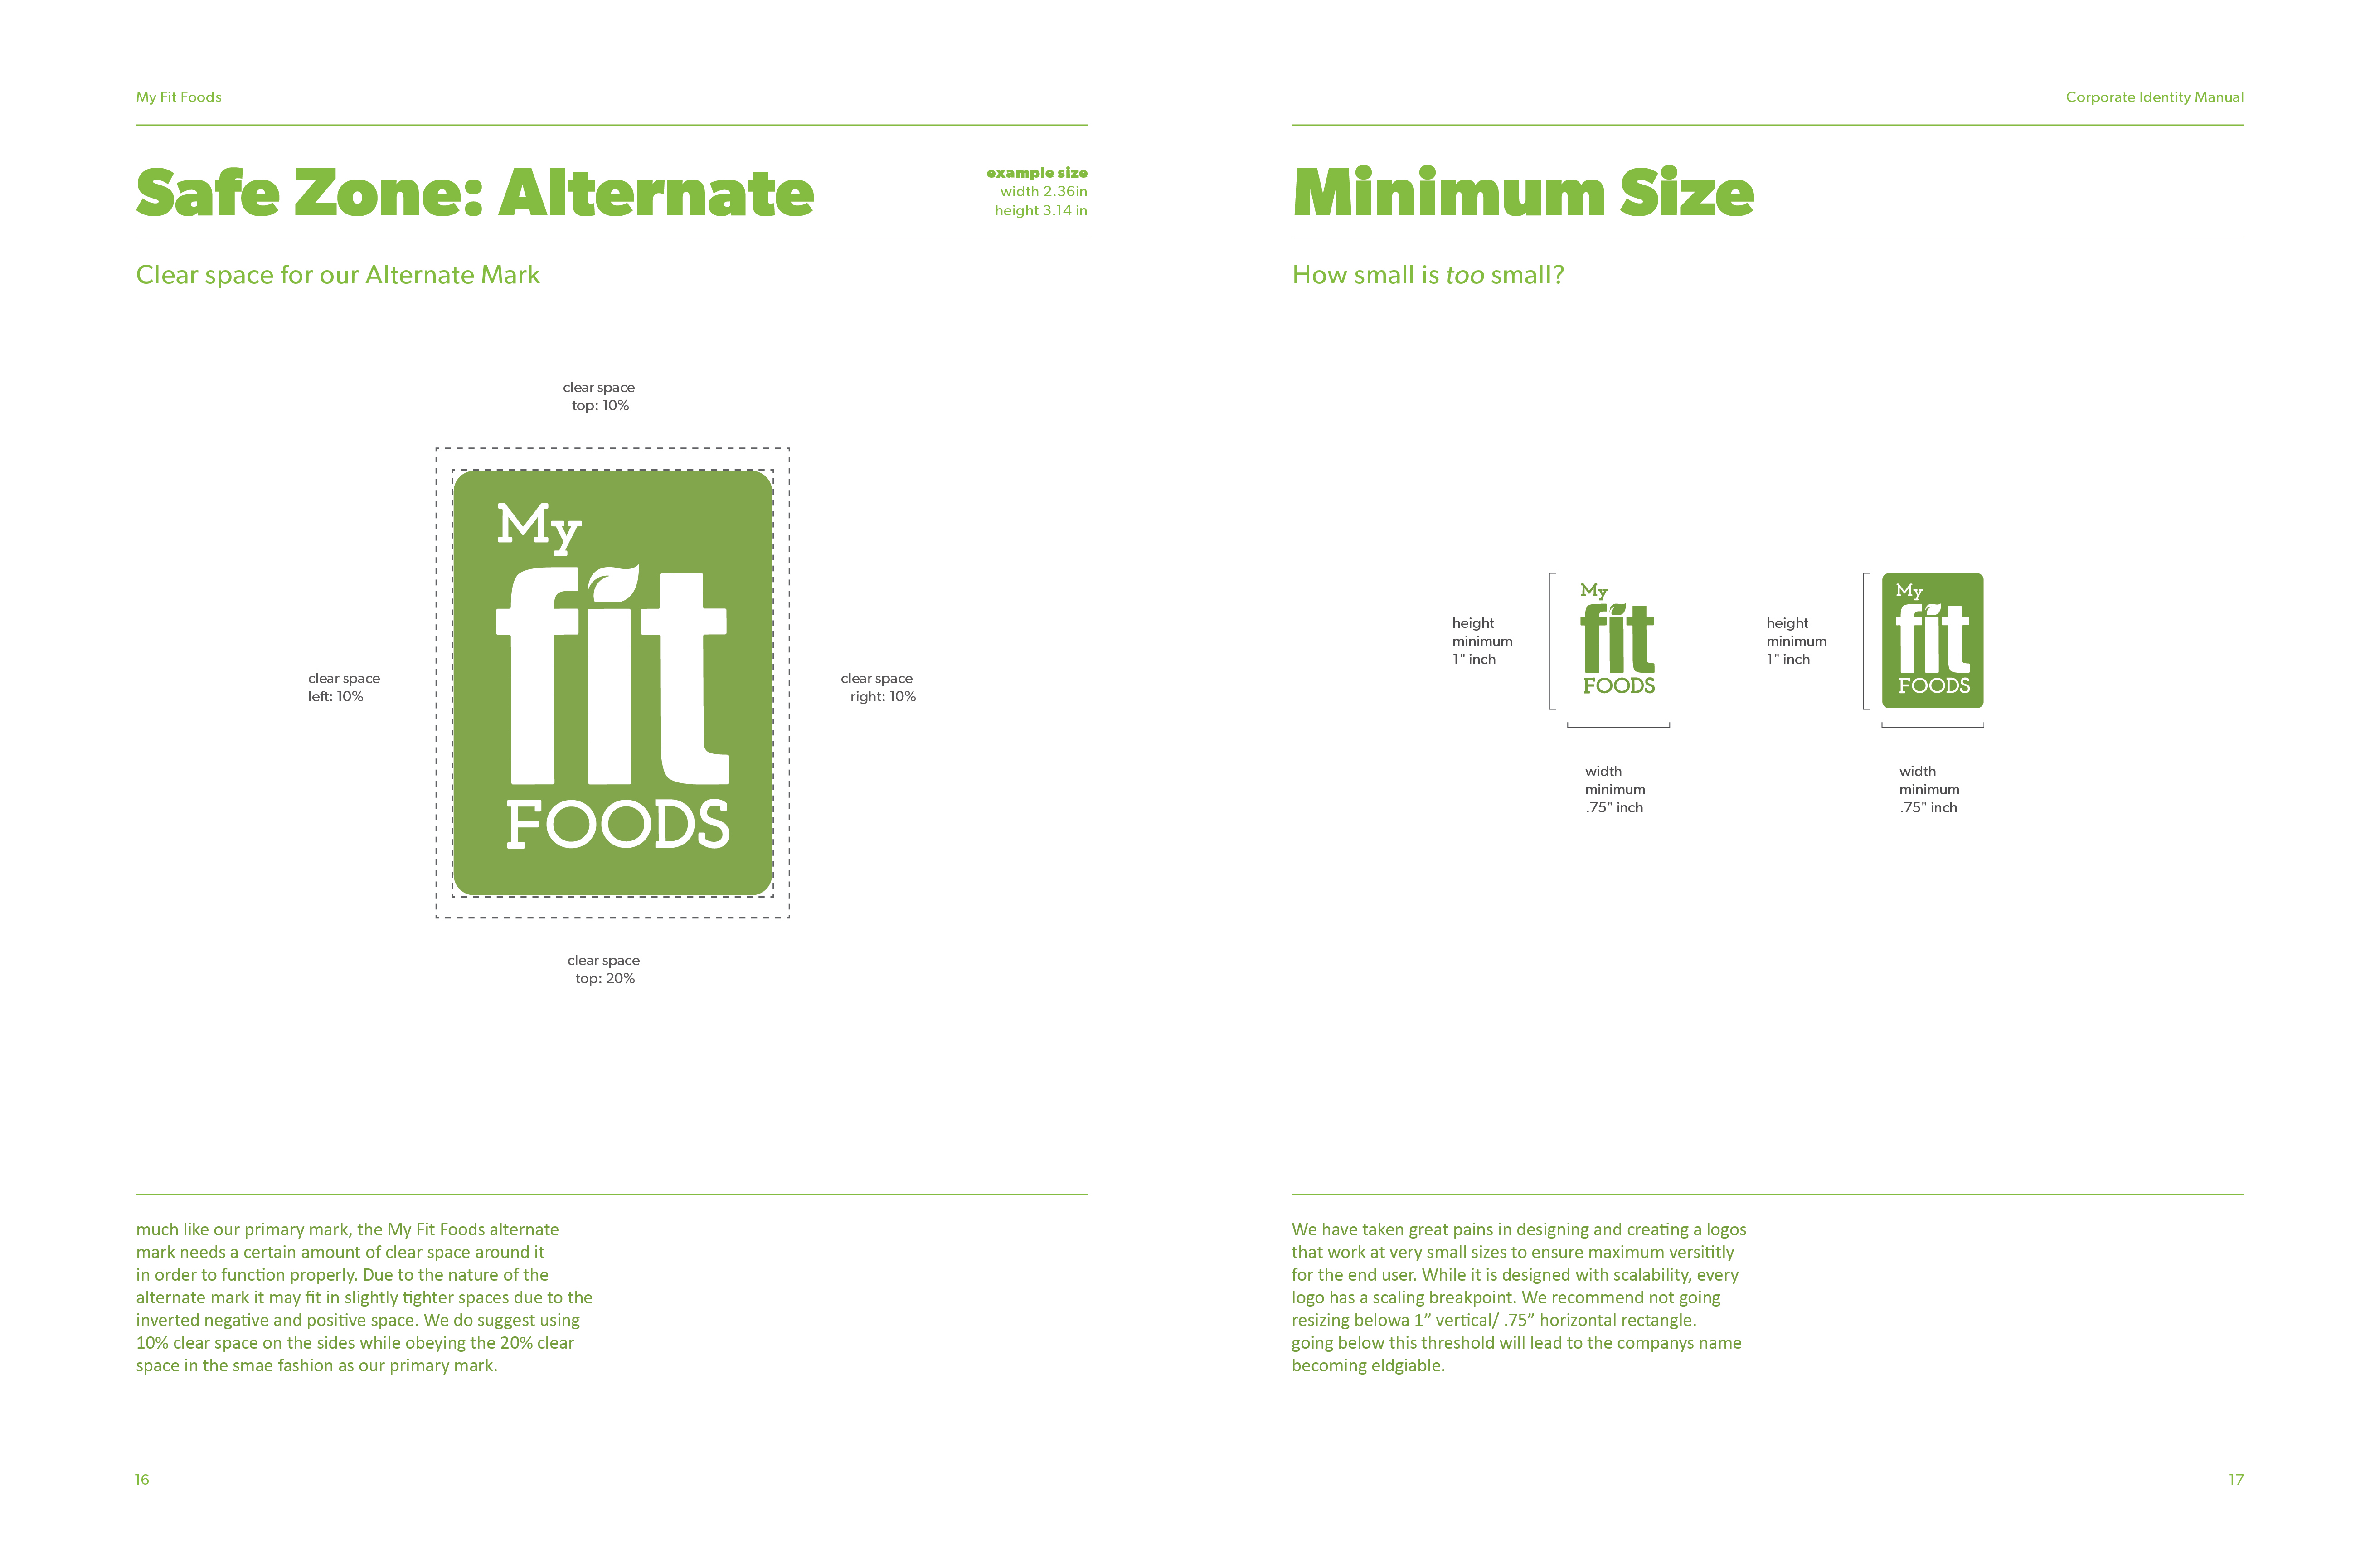 My Fit Foods
Safe Zone: Alternate
example size
width 2.36in
height 3.14 in
Clear space for our Alternate Mark
clear space
top: 10%
My
fit
FOODS
clear space
left: 10%
clear space
right: 10%
clear space
top: 20%
much like our primary mark, the My Fit Foods alternate
mark needs a certain amount of clear space around it
in order to function properly. Due to the nature of the
alternate mark it may fit in slightly tighter spaces due to the
inverted negative and positive space. We do suggest using
10% clear space on the sides while obeying the 20% clear
space in the smae fashion as our primary mark.
16
Corporate Identity Manual
Minimum Size
How small is too small?
height
minimum
1" inch
My
fit
FOODS
width
minimum
.75" inch
height
minimum
1" inch
My
fit
FOODS
width
minimum
.75" inch
We have taken great pains in designing and creating a logos
that work at very small sizes to ensure maximum versititly
for the end user. While it is designed with scalability, every
logo has a scaling breakpoint. We recommend not going
resizing belowa 1” vertical/ .75” horizontal rectangle.
going below this threshold will lead to the companys name
becoming eldgiable.
17